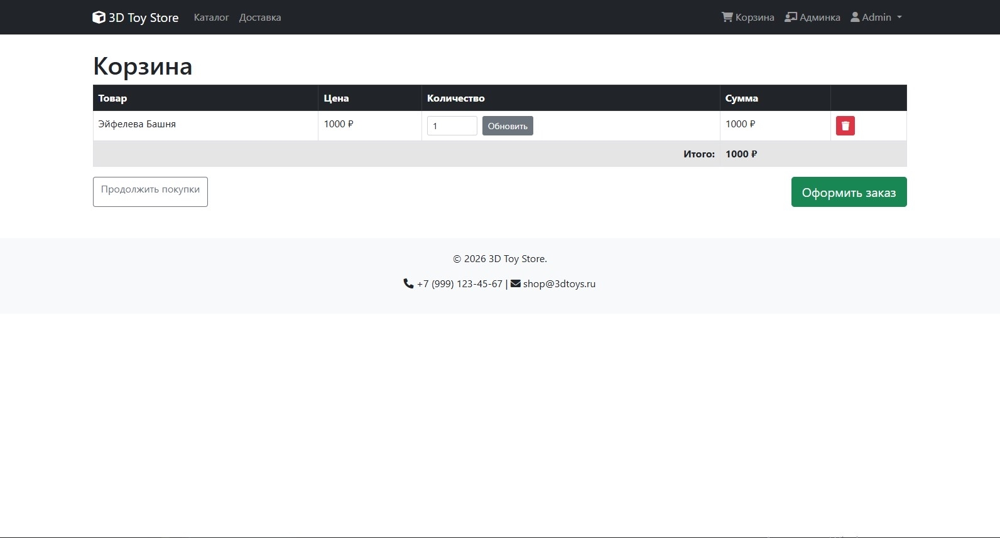 3D Toy Store Каталог Доставка Корзина Админка Admin
Корзина
Товар Цена Количество Сумма
Эйфелева Башня 1000 ₽ 1 Обновить 1000 ₽
Итого: 1000 ₽
Продолжить покупки Оформить заказ
© 2026 3D Toy Store.
+7 (999) 123-45-67 | shop@3dtoys.ru